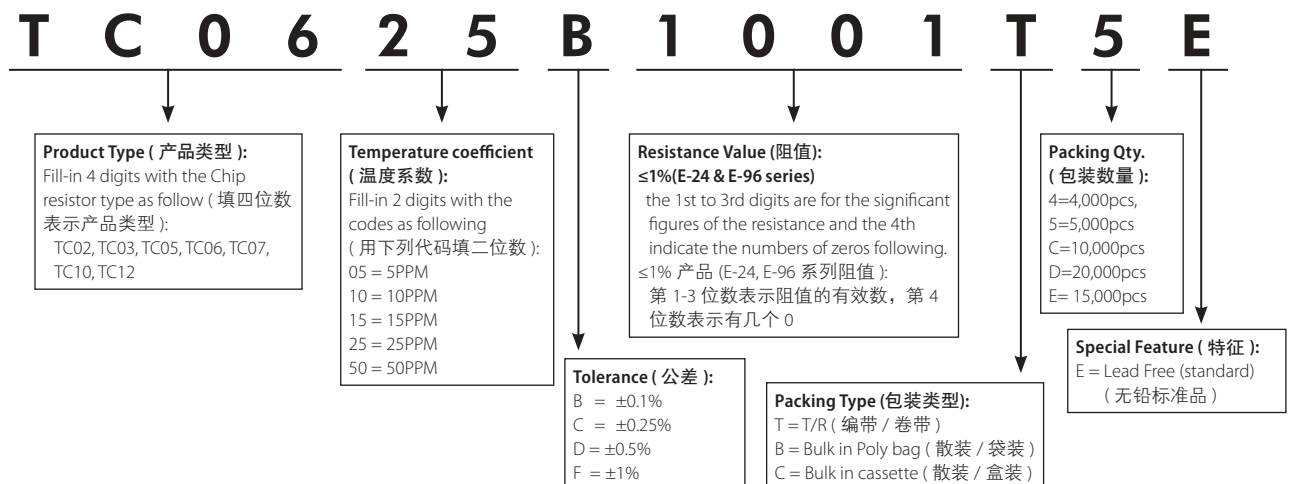 T C 0 6 2 5 B 1 0 0 1 T 5 E
Product Type ( 产品类型 ):
Fill-in 4 digits with the Chip
resistor type as follow ( 填四位数
表示产品类型 ):
TC02, TC03, TC05, TC06, TC07,
TC10, TC12
Temperature coefficient
( 温度系数 ):
Fill-in 2 digits with the
codes as following
( 用下列代码填二位数 ):
05 = 5PPM
10 = 10PPM
15 = 15PPM
25 = 25PPM
50 = 50PPM
Tolerance ( 公差 ):
B = ±0.1%
C = ±0.25%
D = ±0.5%
F = ±1%
Resistance Value (阻值):
≤1%(E-24 & E-96 series)
the 1st to 3rd digits are for the significant
figures of the resistance and the 4th
indicate the numbers of zeros following.
≤1% 产品 (E-24, E-96 系列阻值 ):
第 1-3 位数表示阻值的有效数，第 4
位数表示有几个 0
Packing Type (包装类型):
T = T/R ( 编带 / 卷带 )
B = Bulk in Poly bag ( 散装 / 袋装 )
C = Bulk in cassette ( 散装 / 盒装 )
Packing Qty.
( 包装数量 ):
4=4,000pcs,
5=5,000pcs
C=10,000pcs
D=20,000pcs
E= 15,000pcs
Special Feature ( 特征 ):
E = Lead Free (standard)
( 无铅标准品 )